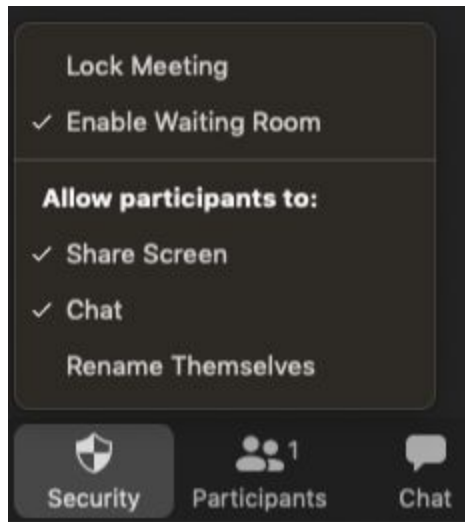 Lock Meeting
✓ Enable Waiting Room
Allow participants to:
✓ Share Screen
✓ Chat
Rename Themselves
1
Security Participants Chat